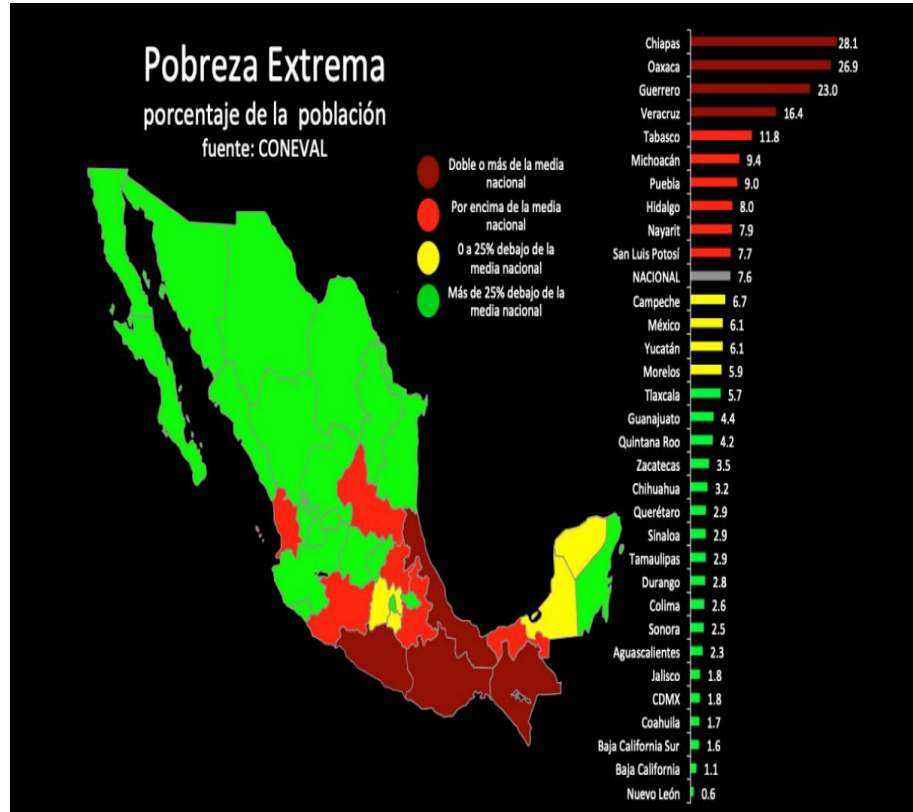 Pobreza Extrema
porcentaje de la población
fuente: CONEVAL
Doble o más de la media
nacional
Por encima de la media
nacional
0 a 25% debajo de la
media nacional
Más de 25% debajo de la
media nacional
Chiapas 28.1
Oaxaca 26.9
Guerrero 23.0
Veracruz 16.4
Tabasco 11.8
Michoacán 9.4
Puebla 9.0
Hidalgo 8.0
Nayarit 7.9
San Luis Potosí 7.7
NACIONAL 7.6
Campeche 6.7
México 6.1
Yucatán 6.1
Morelos 5.9
Tlaxcala 5.7
Guanajuato 4.4
Quintana Roo 4.2
Zacatecas 3.5
Chihuahua 3.2
Querétaro 2.9
Sinaloa 2.9
Tamaulipas 2.9
Durango 2.8
Colima 2.6
Sonora 2.5
Aguascalientes 2.3
Jalisco 1.8
CDMX 1.8
Coahuila 1.7
Baja California Sur 1.6
Baja California 1.1
Nuevo León 0.6